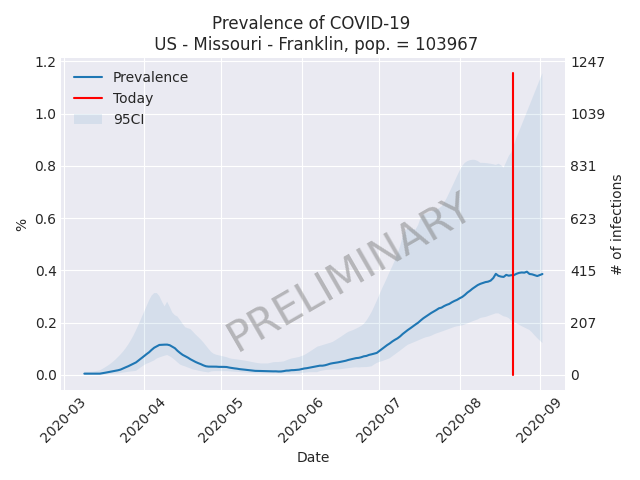 Prevalence of COVID-19
US - Missouri - Franklin, pop. = 103967
Prevalence
Today
95CI
PRELIMINARY
%
1.2
1.0
0.8
0.6
0.4
0.2
0.0
1247
1039
831
623
415
207
0
# of infections
2020-03
2020-04
2020-05
2020-06
2020-07
2020-08
2020-09
Date